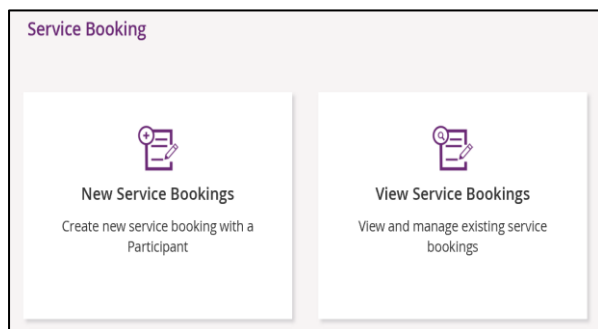 Service Booking
New Service Bookings
Create new service booking with a
Participant
View Service Bookings
View and manage existing service
bookings